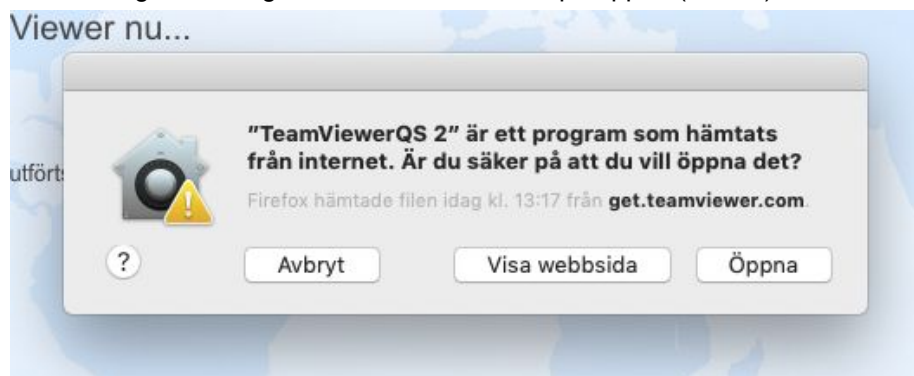 Viewer nu...
"TeamViewerQS 2" är ett program som hämtats
från internet. Är du säker på att du vill öppna det?
utförts
Firefox hämtade filen idag kl. 13:17 från get.teamviewer.com.
?
Avbryt
Visa webbsida
Öppna